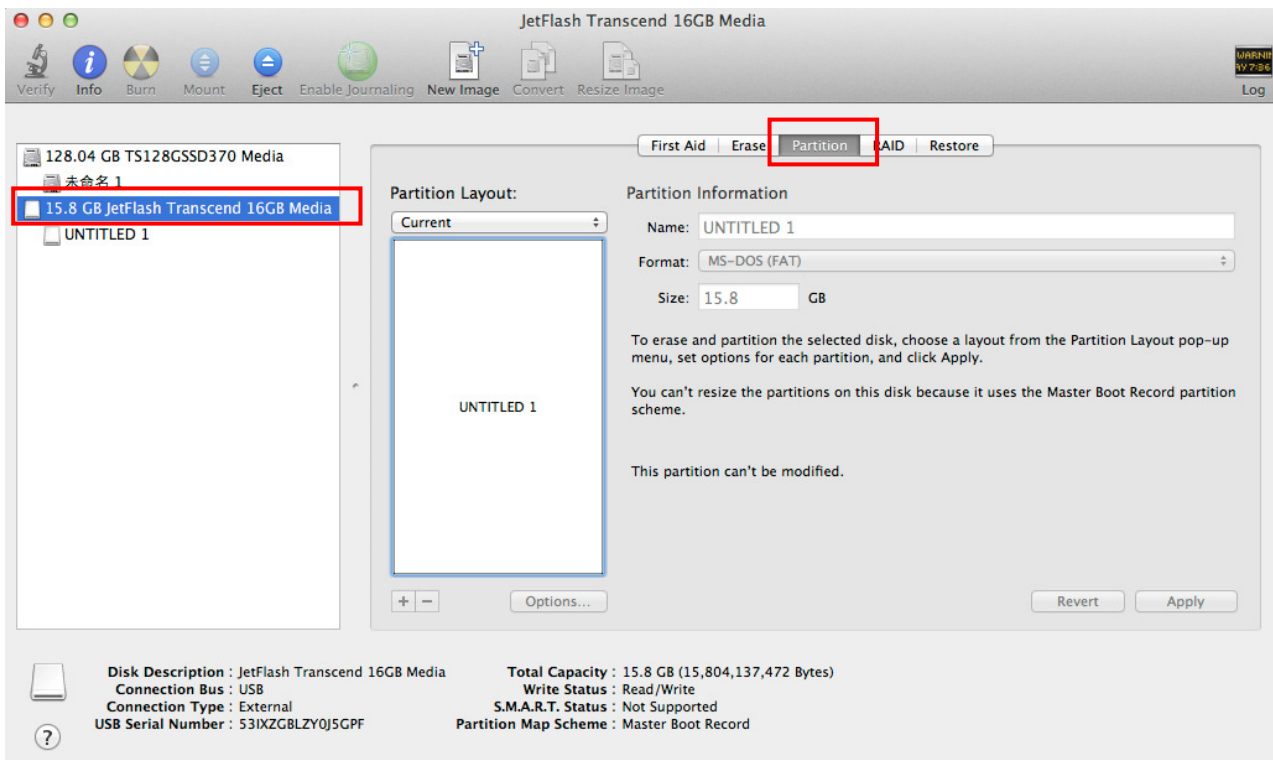 JetFlash Transcend 16GB Media
WARNIN
AY 7:36
Verify Info Burn Mount Eject Enable Journaling New Image Convert Resize Image Log
First Aid Erase Partition RAID Restore
128.04 GB TS128GSSD370 Media
未命名 1
15.8 GB JetFlash Transcend 16GB Media
UNTITLED 1
Partition Layout:
Current
UNTITLED 1
+ − Options...
Partition Information
Name: UNTITLED 1
Format: MS-DOS (FAT)
Size: 15.8 GB
To erase and partition the selected disk, choose a layout from the Partition Layout pop-up
menu, set options for each partition, and click Apply.
You can't resize the partitions on this disk because it uses the Master Boot Record partition
scheme.
This partition can't be modified.
Revert Apply
Disk Description : JetFlash Transcend 16GB Media
Connection Bus : USB
Connection Type : External
USB Serial Number : 53IXZGBLZY0J5GPF
Total Capacity : 15.8 GB (15,804,137,472 Bytes)
Write Status : Read/Write
S.M.A.R.T. Status : Not Supported
Partition Map Scheme : Master Boot Record
?